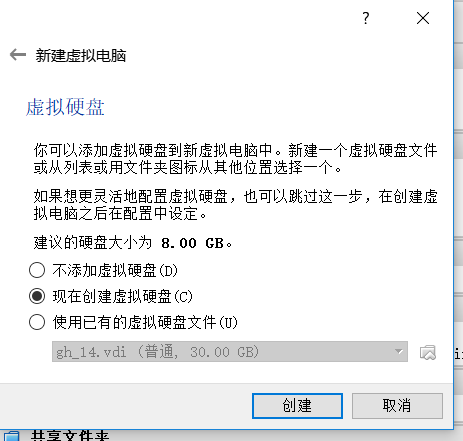 ?
新建虚拟电脑
虚拟硬盘
你可以添加虚拟硬盘到新虚拟电脑中。新建一个虚拟硬盘文件
或从列表或用文件夹图标从其他位置选择一个。
如果想更灵活地配置虚拟硬盘，也可以跳过这一步，在创建虚
拟电脑之后在配置中设定。
建议的硬盘大小为 8.00 GB。
不添加虚拟硬盘(D)
现在创建虚拟硬盘(C)
使用已有的虚拟硬盘文件(U)
gh_14.vdi (普通, 30.00 GB)
创建
取消
共享文件夹